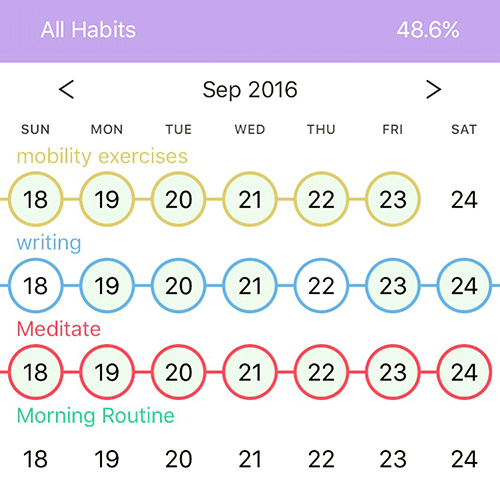 All Habits 48.6%
< Sep 2016 >
SUN MON TUE WED THU FRI SAT
mobility exercises
18 19 20 21 22 23 24
writing
18 19 20 21 22 23 24
Meditate
18 19 20 21 22 23 24
Morning Routine
18 19 20 21 22 23 24